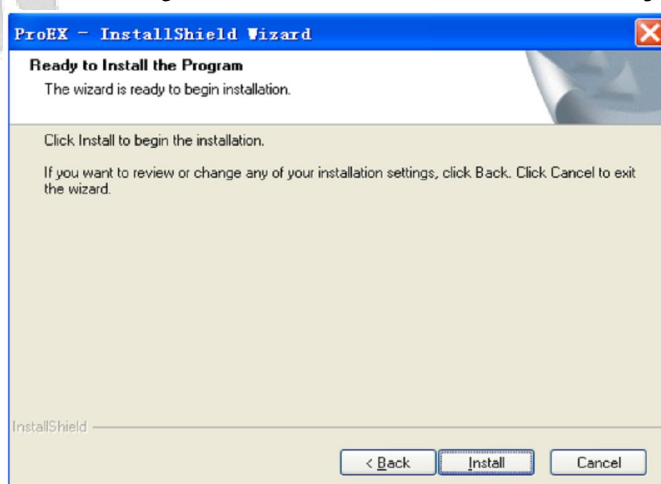 ProEX - InstallShield Wizard
Ready to Install the Program
The wizard is ready to begin installation.
Click Install to begin the installation.
If you want to review or change any of your installation settings, click Back. Click Cancel to exit
the wizard.
InstallShield
< Back
Install
Cancel